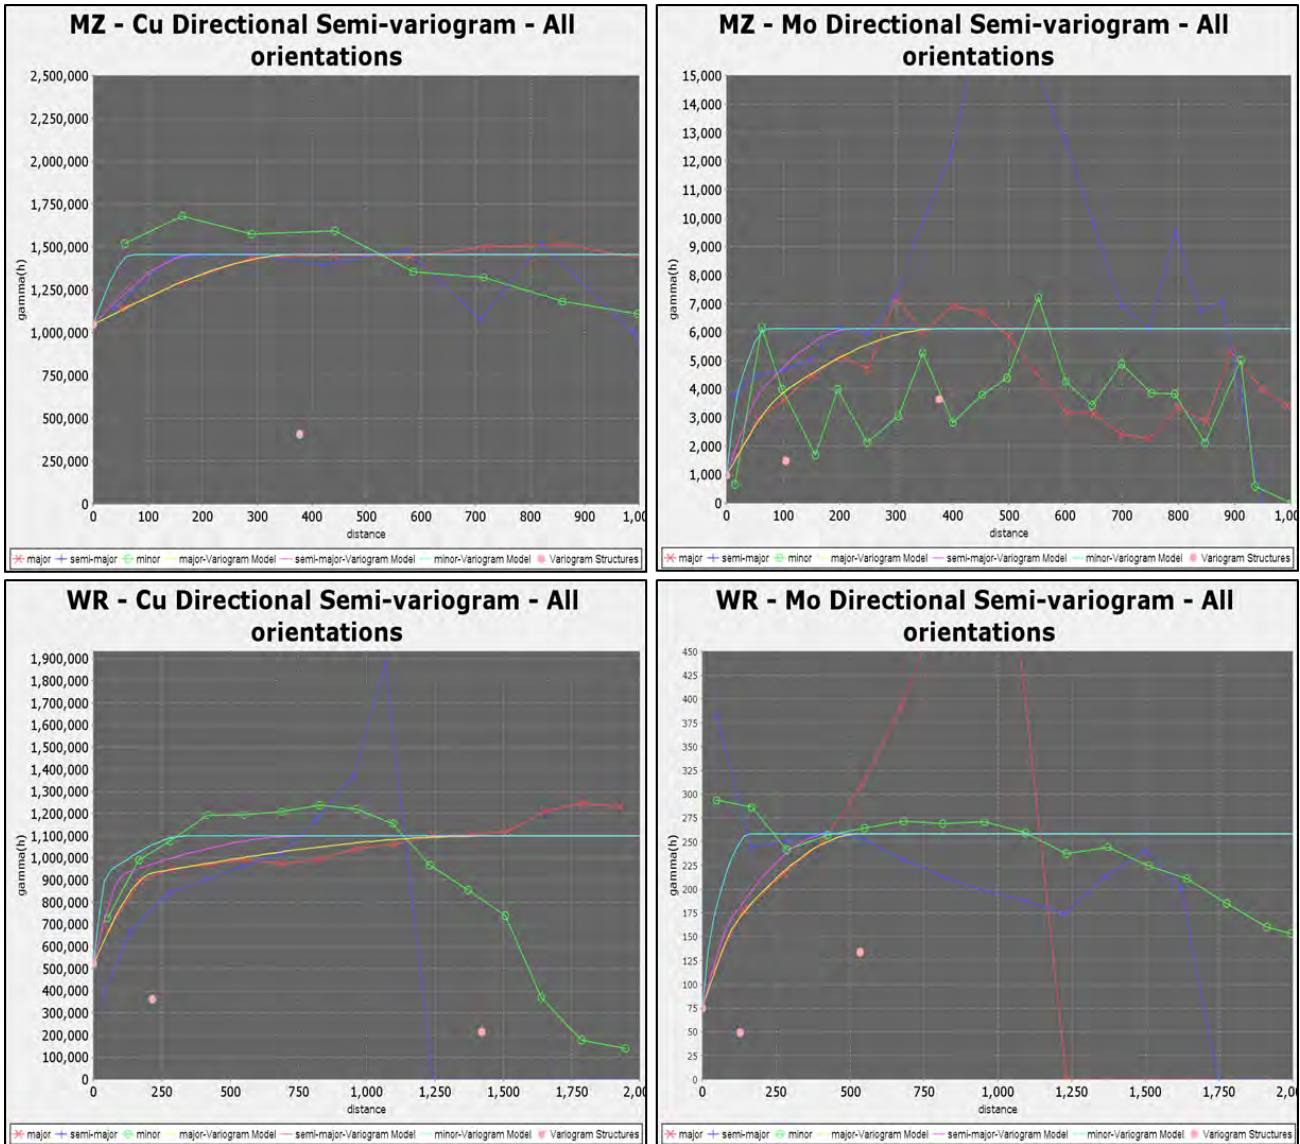 MZ - Cu Directional Semi-variogram - All
orientations
2,500,000
2,250,000
2,000,000
1,750,000
1,500,000
1,250,000
1,000,000
750,000
500,000
250,000
0
gamma(h)
0 100 200 300 400 500 600 700 800 900 1,00
distance
major semi-major minor major-Variogram Model semi-major-Variogram Model minor-Variogram Model Variogram Structures
MZ - Mo Directional Semi-variogram - All
orientations
15,000
14,000
13,000
12,000
11,000
10,000
9,000
8,000
7,000
6,000
5,000
4,000
3,000
2,000
1,000
0
gamma(h)
0 100 200 300 400 500 600 700 800 900 1,00
distance
major semi-major minor major-Variogram Model semi-major-Variogram Model minor-Variogram Model Variogram Structures
WR - Cu Directional Semi-variogram - All
orientations
1,900,000
1,800,000
1,700,000
1,600,000
1,500,000
1,400,000
1,300,000
1,200,000
1,100,000
1,000,000
900,000
800,000
700,000
600,000
500,000
400,000
300,000
200,000
100,000
0
gamma(h)
0 250 500 750 1,000 1,250 1,500 1,750 2,00
distance
major semi-major minor major-Variogram Model semi-major-Variogram Model minor-Variogram Model Variogram Structures
WR - Mo Directional Semi-variogram - All
orientations
450
425
400
375
350
325
300
275
250
225
200
175
150
125
100
75
50
25
0
gamma(h)
0 250 500 750 1,000 1,250 1,500 1,750 2,00
distance
major semi-major minor major-Variogram Model semi-major-Variogram Model minor-Variogram Model Variogram Structures